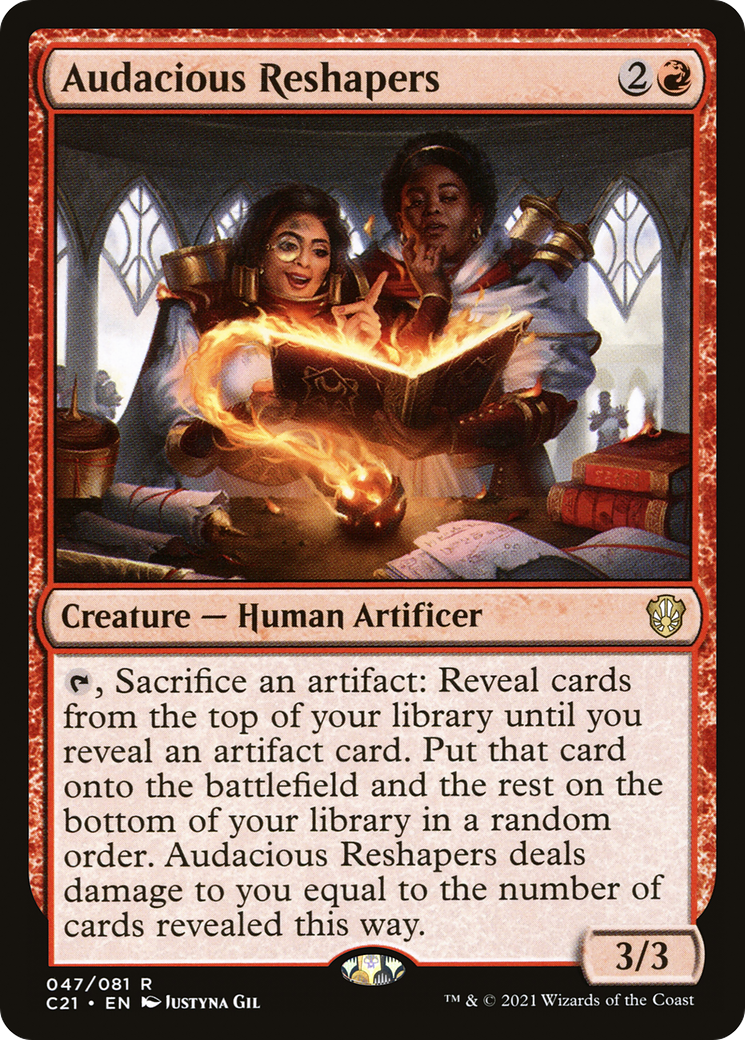 Audacious Reshapers 2
Creature — Human Artificer
, Sacrifice an artifact: Reveal cards
from the top of your library until you
reveal an artifact card. Put that card
onto the battlefield and the rest on the
bottom of your library in a random
order. Audacious Reshapers deals
damage to you equal to the number of
cards revealed this way.
3/3
047/081 R
C21 • EN Justyna Gil
™ & © 2021 Wizards of the Coast